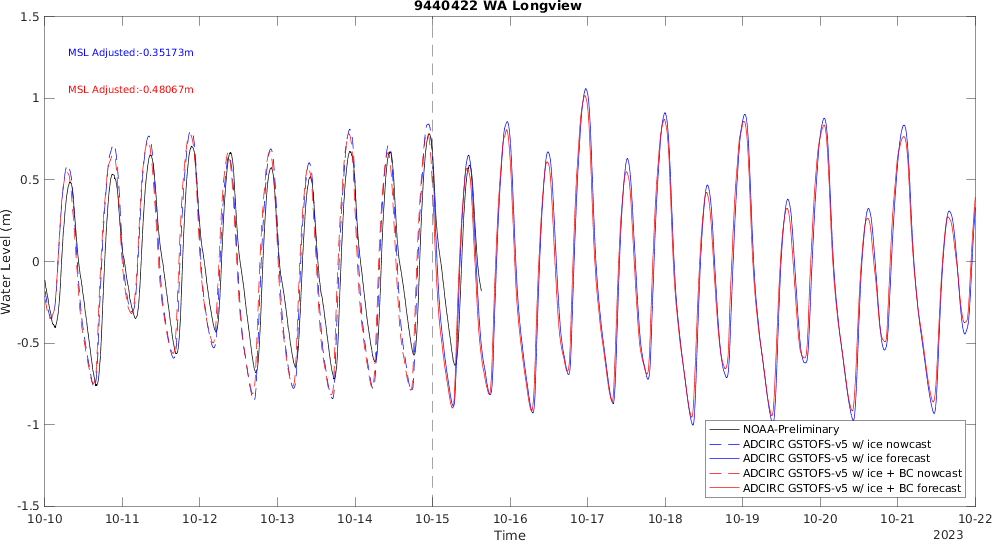 9440422 WA Longview
1.5
MSL Adjusted:-0.35173m
MSL Adjusted:-0.48067m
1
0.5
0
-0.5
-1
-1.5
Water Level (m)
NOAA-Preliminary
ADCIRC GSTOFS-v5 w/ ice nowcast
ADCIRC GSTOFS-v5 w/ ice forecast
ADCIRC GSTOFS-v5 w/ ice + BC nowcast
ADCIRC GSTOFS-v5 w/ ice + BC forecast
10-10 10-11 10-12 10-13 10-14 10-15 10-16 10-17 10-18 10-19 10-20 10-21 10-22
Time 2023